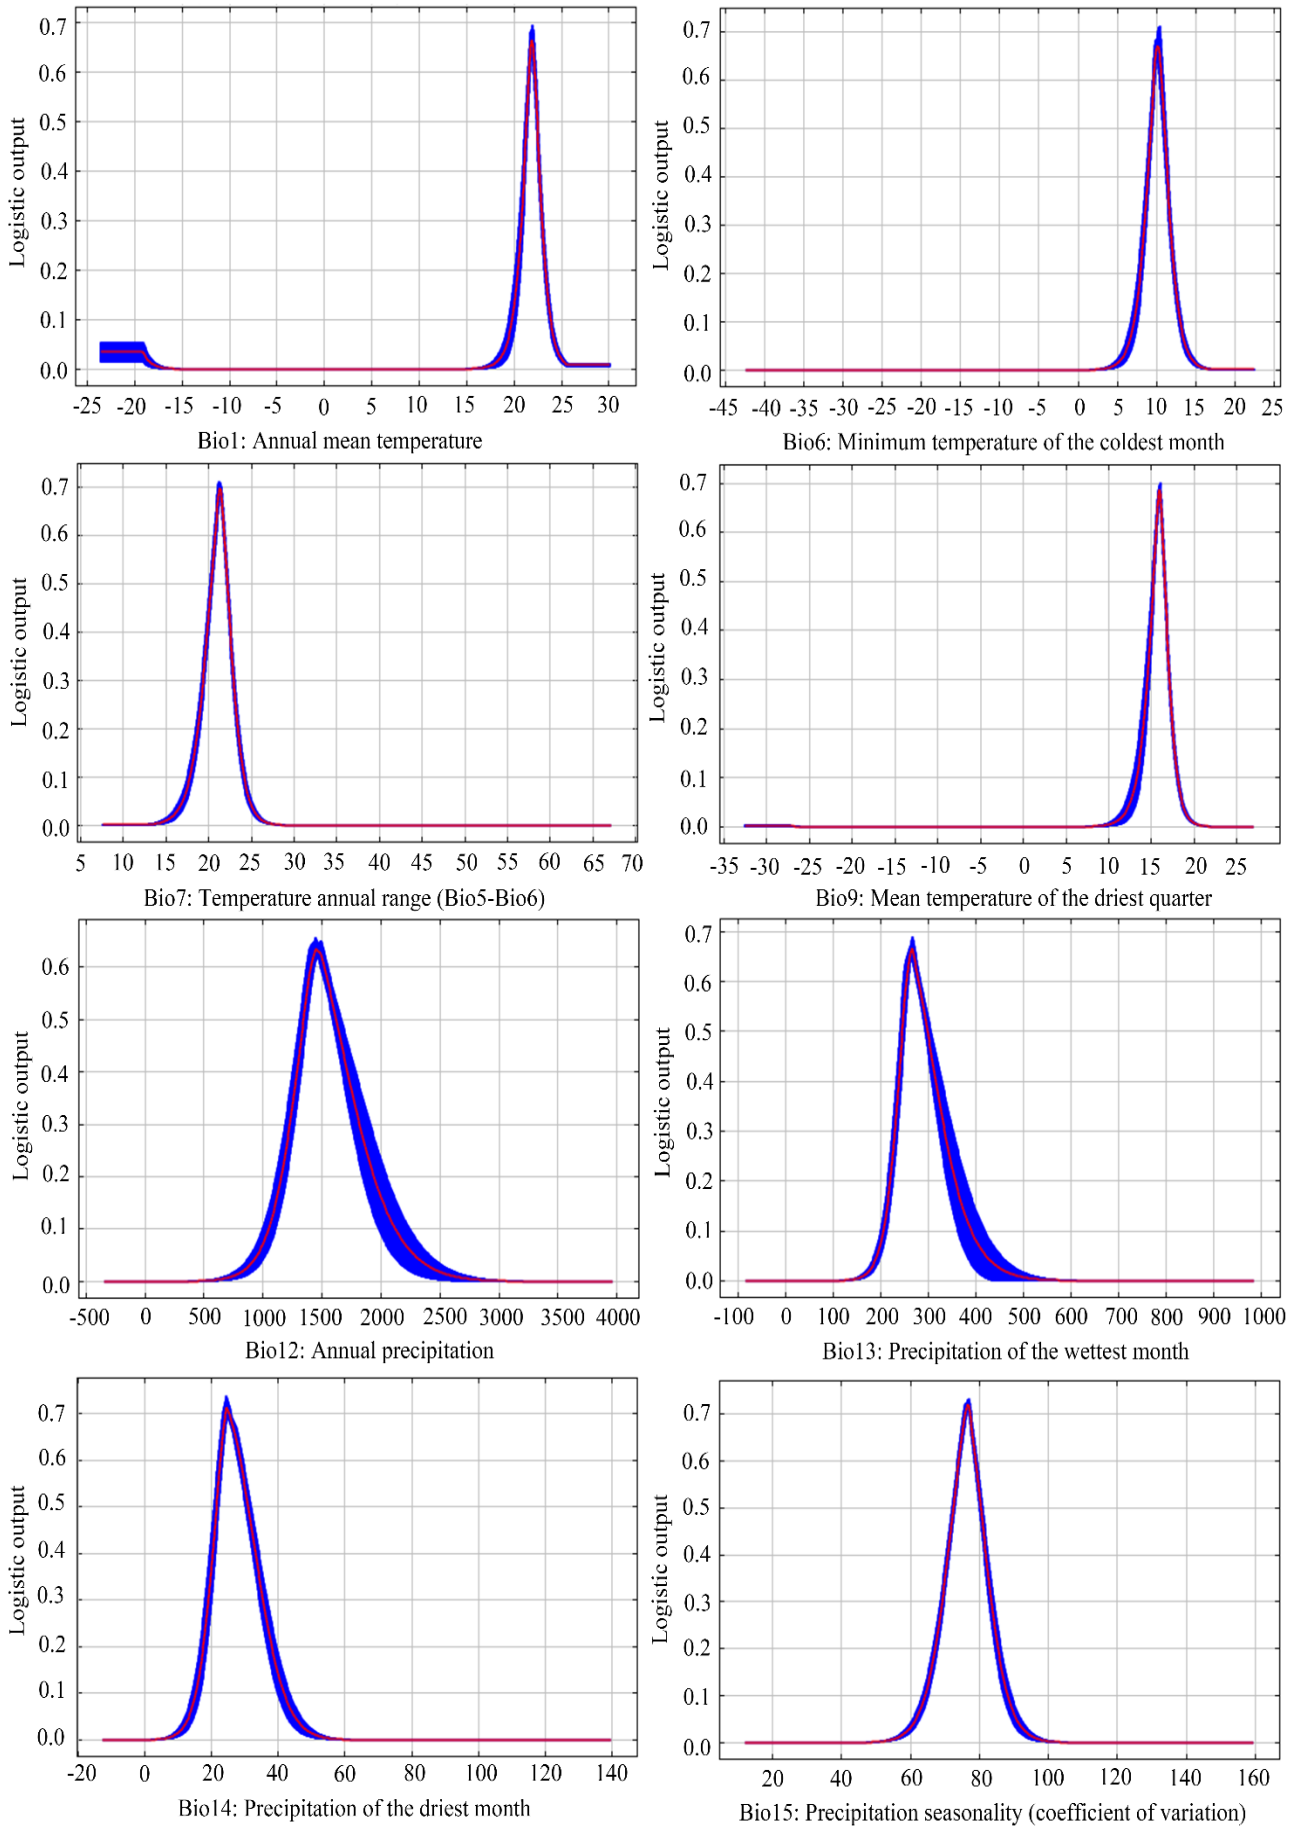 0.7
0.6
0.5
0.4
0.3
0.2
0.1
0.0
Logistic output
-25 -20 -15 -10 -5 0 5 10 15 20 25 30
Bio1: Annual mean temperature
0.7
0.6
0.5
0.4
0.3
0.2
0.1
0.0
Logistic output
-45 -40 -35 -30 -25 -20 -15 -10 -5 0 5 10 15 20 25
Bio6: Minimum temperature of the coldest month
0.7
0.6
0.5
0.4
0.3
0.2
0.1
0.0
Logistic output
5 10 15 20 25 30 35 40 45 50 55 60 65 70
Bio7: Temperature annual range (Bio5-Bio6)
0.7
0.6
0.5
0.4
0.3
0.2
0.1
0.0
Logistic output
-35 -30 -25 -20 -15 -10 -5 0 5 10 15 20 25
Bio9: Mean temperature of the driest quarter
0.6
0.5
0.4
0.3
0.2
0.1
0.0
Logistic output
-500 0 500 1000 1500 2000 2500 3000 3500 4000
Bio12: Annual precipitation
0.7
0.6
0.5
0.4
0.3
0.2
0.1
0.0
Logistic output
-100 0 100 200 300 400 500 600 700 800 900 1000
Bio13: Precipitation of the wettest month
0.7
0.6
0.5
0.4
0.3
0.2
0.1
0.0
Logistic output
-20 0 20 40 60 80 100 120 140
Bio14: Precipitation of the driest month
0.7
0.6
0.5
0.4
0.3
0.2
0.1
0.0
Logistic output
20 40 60 80 100 120 140 160
Bio15: Precipitation seasonality (coefficient of variation)